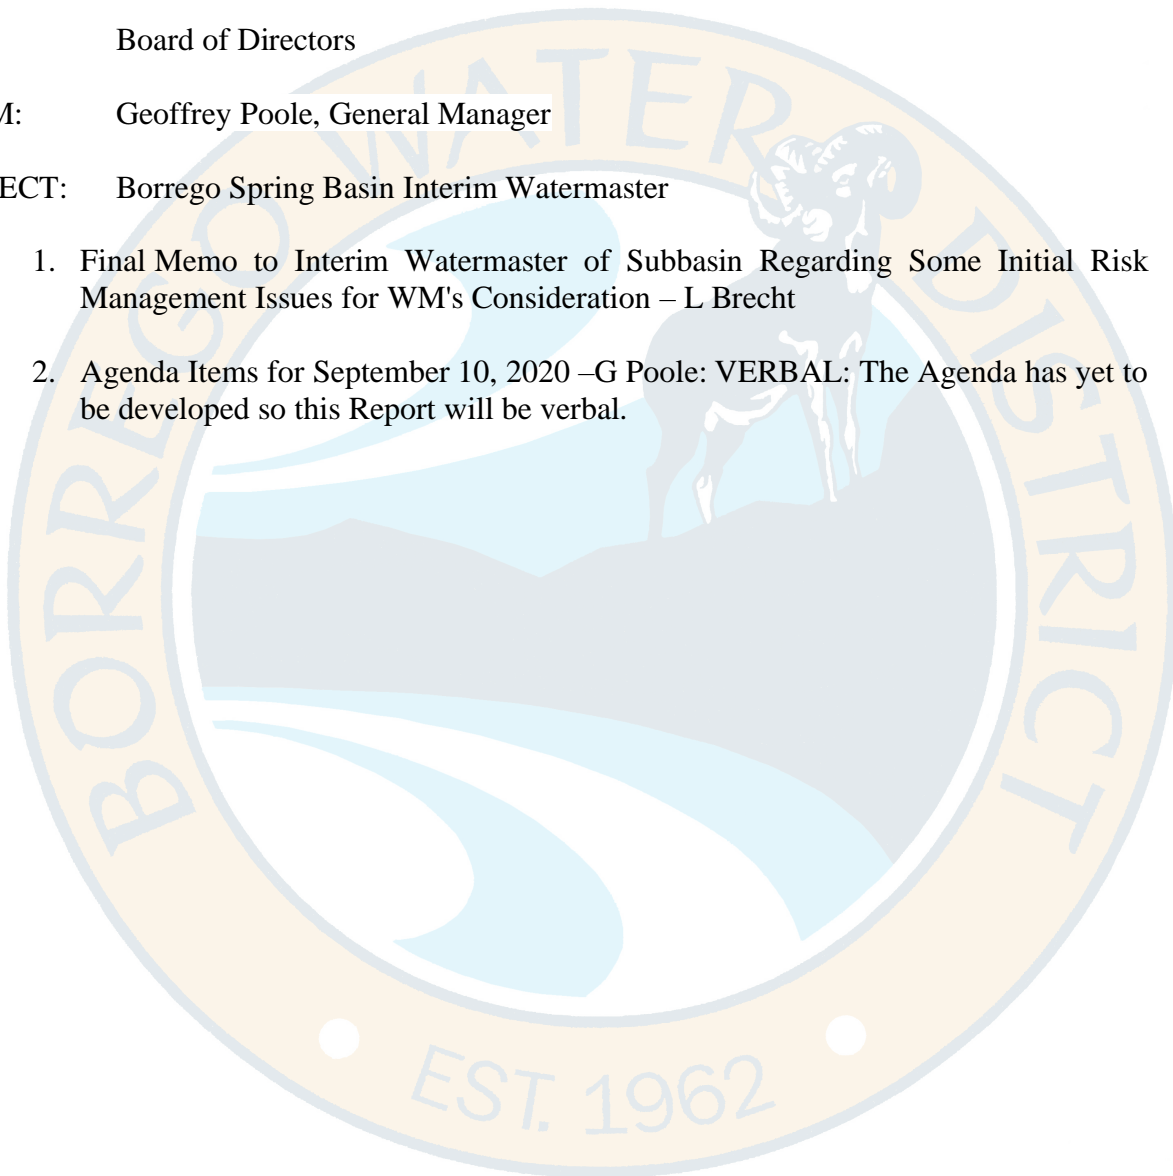 Board of Directors
M: Geoffrey Poole, General Manager
ECT: Borrego Spring Basin Interim Watermaster
1. Final Memo to Interim Watermaster of Subbasin Regarding Some Initial Risk
Management Issues for WM's Consideration – L Brecht
2. Agenda Items for September 10, 2020 –G Poole: VERBAL: The Agenda has yet to
be developed so this Report will be verbal.
BORREGO WATER DISTRICT
EST. 1962